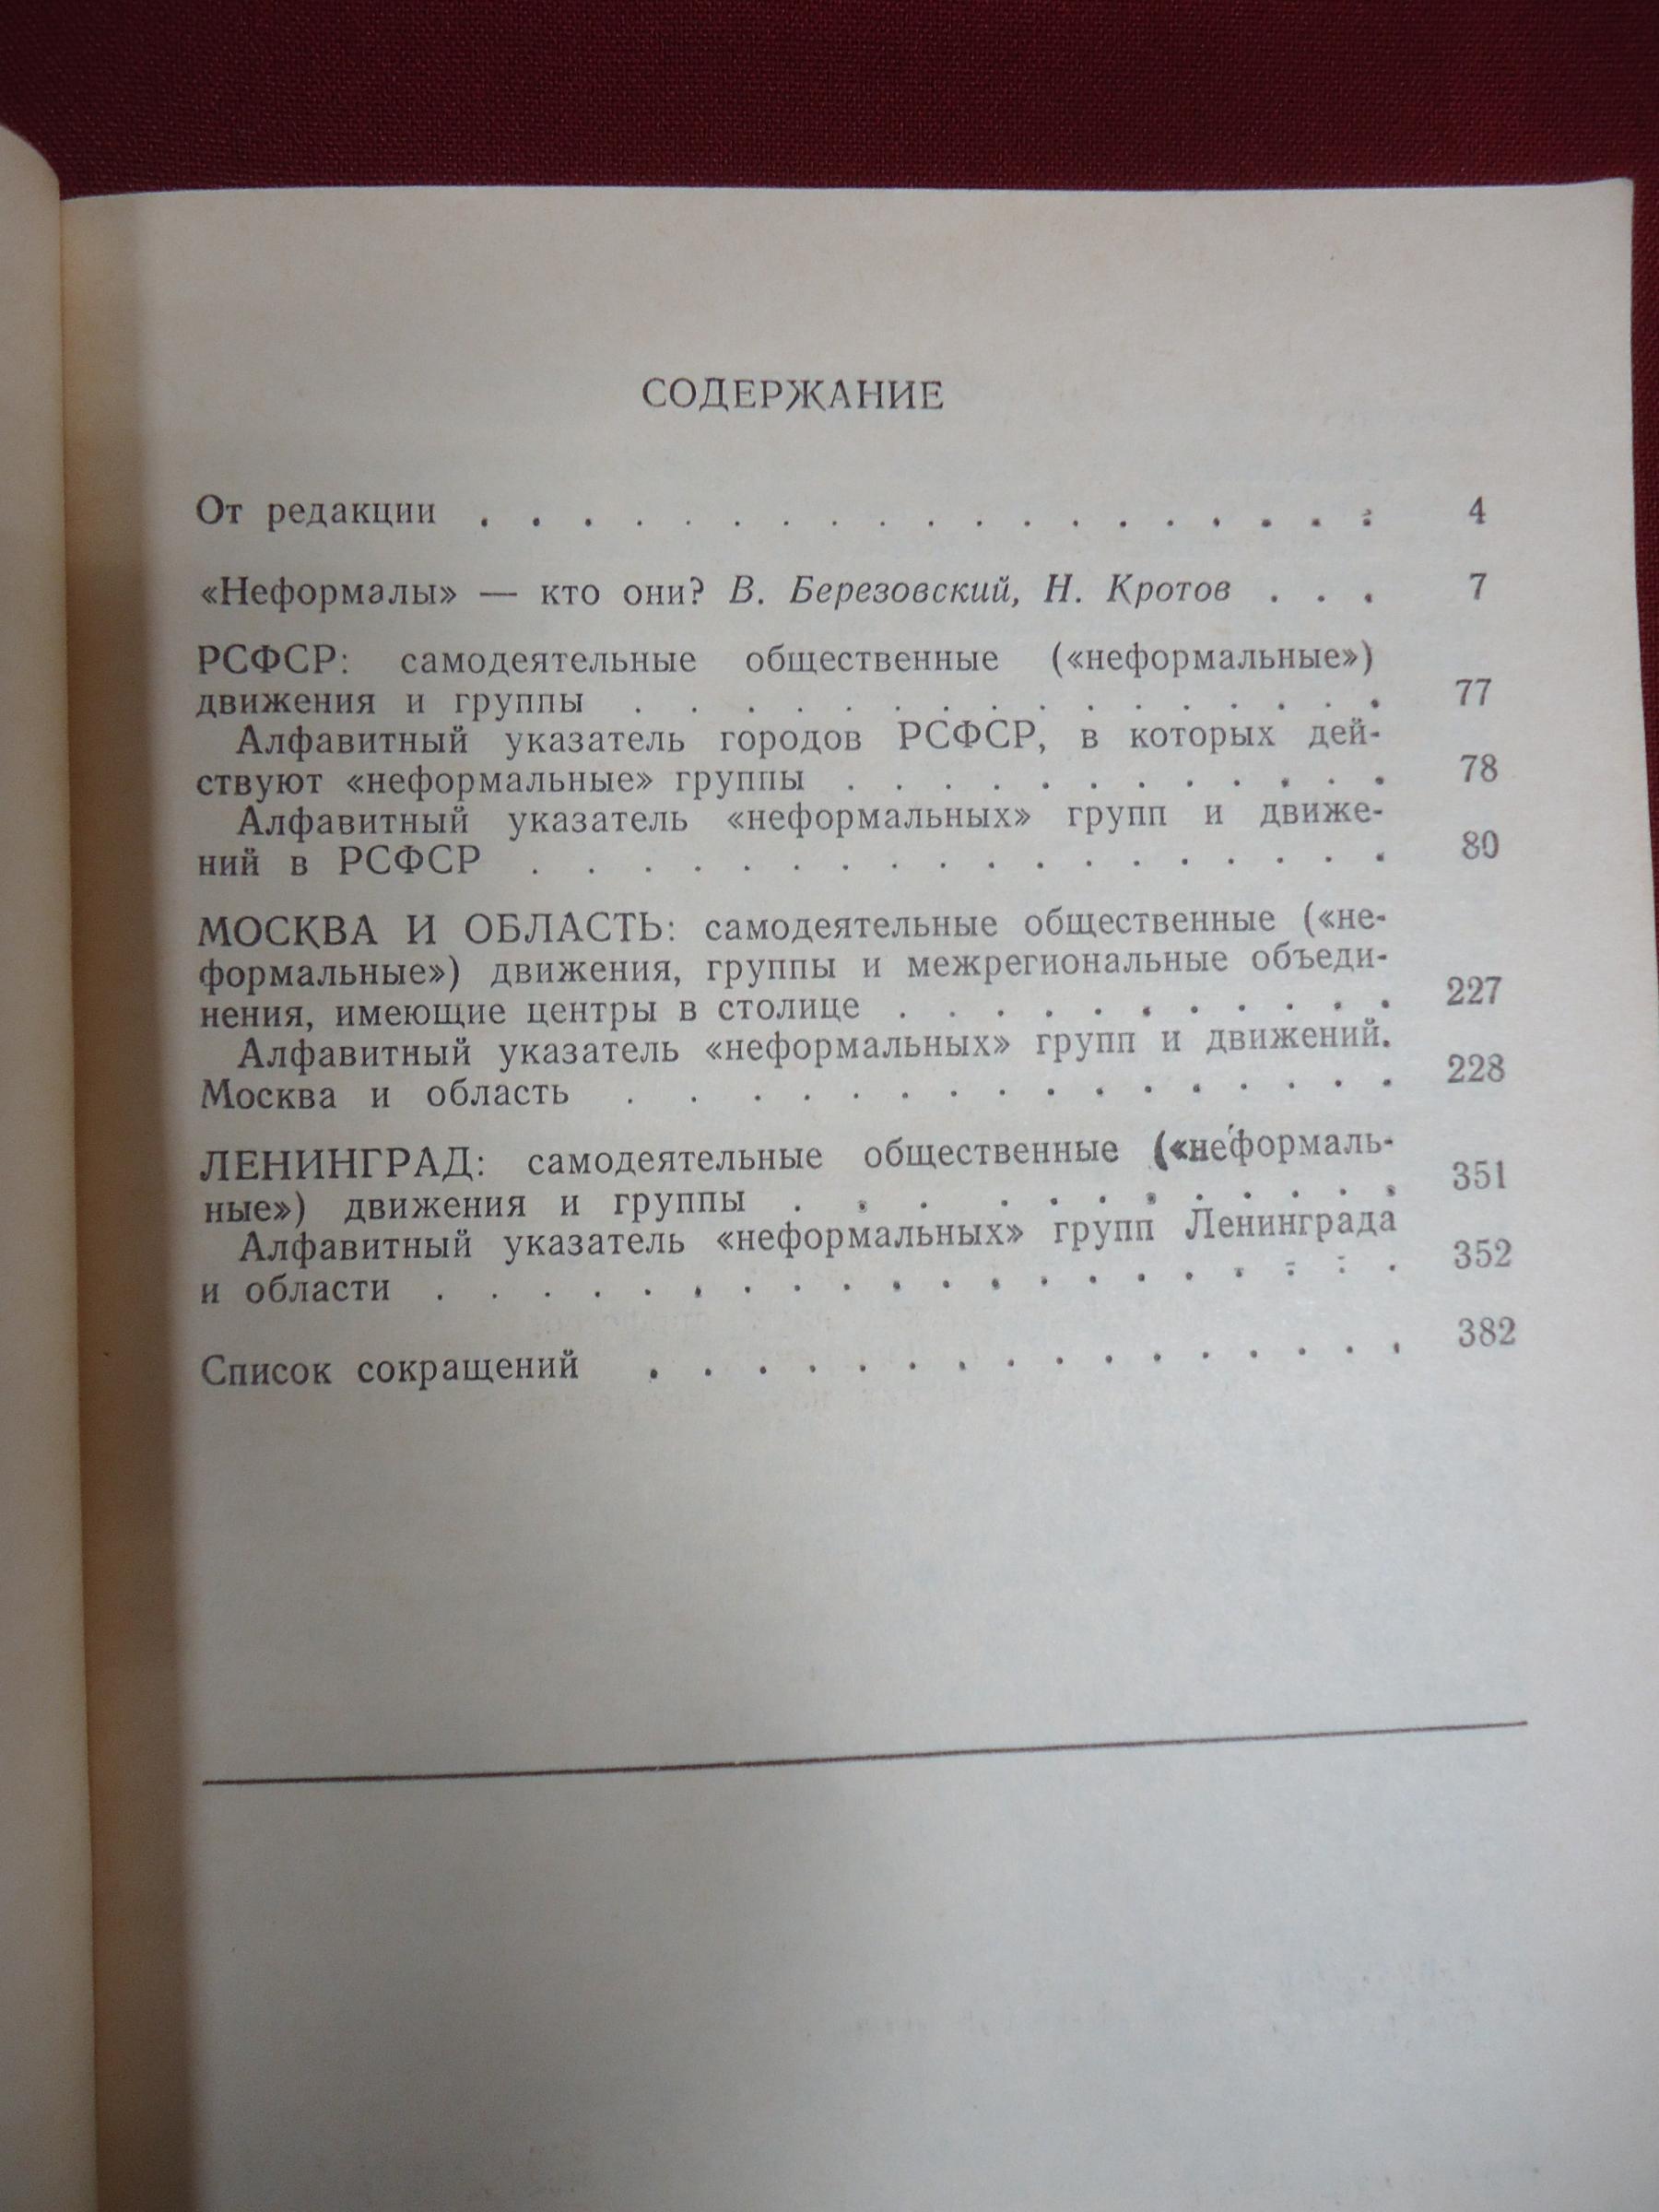 СОДЕРЖАНИЕ
От редакции . . . . . . . . . . . . . . . . . . . 4
«Неформалы» — кто они? В. Березовский, Н. Кротов . . . 7
РСФСР: самодеятельные общественные («неформальные»)
движения и группы . . . . . . . . . . . . . . . 77
Алфавитный указатель городов РСФСР, в которых дей-
ствуют «неформальные» группы . . . . . . . . . . . . 78
Алфавитный указатель «неформальных» групп и движе-
ний в РСФСР . . . . . . . . . . . . . . . . . . 80
МОСКВА И ОБЛАСТЬ: самодеятельные общественные («не-
формальные») движения, группы и межрегиональные объеди-
нения, имеющие центры в столице . . . . . . . . . . . 227
Алфавитный указатель «неформальных» групп и движений.
Москва и область . . . . . . . . . . . . . . . . 228
ЛЕНИНГРАД: самодеятельные общественные («неформаль-
ные») движения и группы . . . . . . . . . . . . 351
Алфавитный указатель «неформальных» групп Ленинграда
и области . . . . . . . . . . . . . . . . . . . . 352
Список сокращений . . . . . . . . . . . . . . . . 382